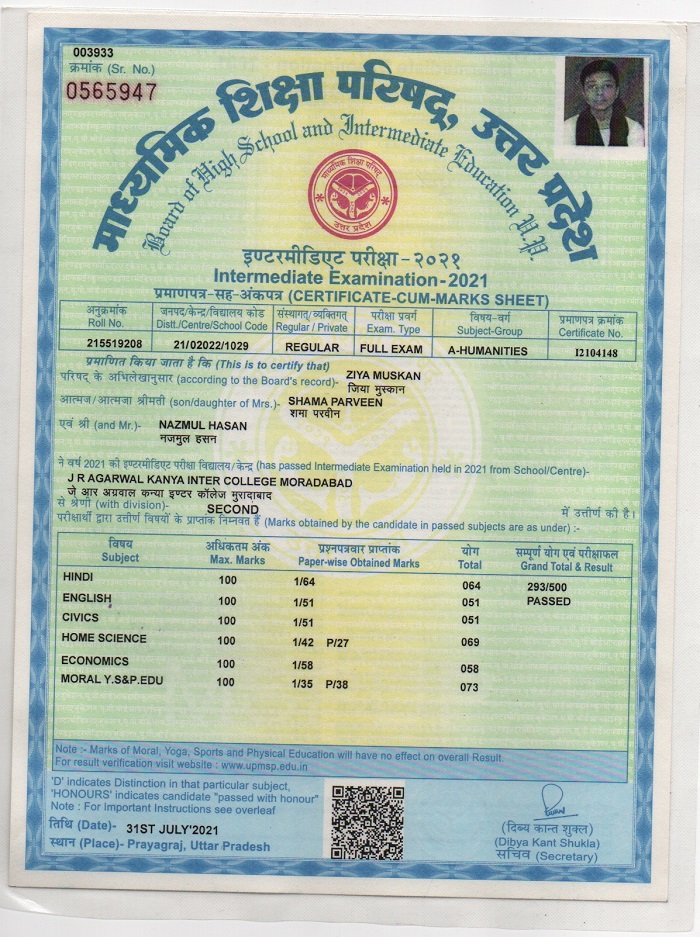 003933
क्रमांक (Sr. No.)
0565947
माध्यमिक शिक्षा परिषद्, उत्तर प्रदेश
Board of High School and Intermediate Education U.P.
माध्यमिक शिक्षा परिषद्
उत्तर प्रदेश
इण्टरमीडिएट परीक्षा - २०२१
Intermediate Examination-2021
प्रमाणपत्र-सह-अंकपत्र (CERTIFICATE-CUM-MARKS SHEET)
अनुक्रमांक जनपद/केन्द्र/विद्यालय कोड संस्थागत/व्यक्तिगत परीक्षा प्रवर्ग विषय-वर्ग प्रमाणपत्र क्रमांक
Roll No. Distt./Centre/School Code Regular / Private Exam. Type Subject-Group Certificate No.
215519208 21/02022/1029 REGULAR FULL EXAM A-HUMANITIES I2104148
प्रमाणित किया जाता है कि (This is to certify that)
परिषद् के अभिलेखानुसार (according to the Board's record)- ZIYA MUSKAN
जिया मुस्कान
आत्मज/आत्मजा श्रीमती (son/daughter of Mrs.)- SHAMA PARVEEN
शमा परवीन
एवं श्री (and Mr.)- NAZMUL HASAN
नजमुल हसन
ने वर्ष 2021 की इण्टरमीडिएट परीक्षा विद्यालय/केन्द्र (has passed Intermediate Examination held in 2021 from School/Centre)-
J R AGARWAL KANYA INTER COLLEGE MORADABAD
जे आर अग्रवाल कन्या इण्टर कॉलेज मुरादाबाद
से श्रेणी (with division)- SECOND में उत्तीर्ण की है।
परीक्षार्थी द्वारा उत्तीर्ण विषयों के प्राप्तांक निम्नवत हैं (Marks obtained by the candidate in passed subjects are as under) :-
विषय अधिकतम अंक प्रश्नपत्रवार प्राप्तांक योग सम्पूर्ण योग एवं परीक्षाफल
Subject Max. Marks Paper-wise Obtained Marks Total Grand Total & Result
HINDI 100 1/64 064 293/500
ENGLISH 100 1/51 051 PASSED
CIVICS 100 1/51 051
HOME SCIENCE 100 1/42 P/27 069
ECONOMICS 100 1/58 058
MORAL Y.S&P.EDU 100 1/35 P/38 073
Note :- Marks of Moral, Yoga, Sports and Physical Education will have no effect on overall Result.
For result verification visit website : www.upmsp.edu.in
'D' indicates Distinction in that particular subject,
'HONOURS' indicates candidate "passed with honour"
Note : For Important Instructions see overleaf
तिथि (Date)- 31ST JULY'2021
स्थान (Place)- Prayagraj, Uttar Pradesh
(दिब्य कान्त शुक्ल)
(Dibya Kant Shukla)
सचिव (Secretary)